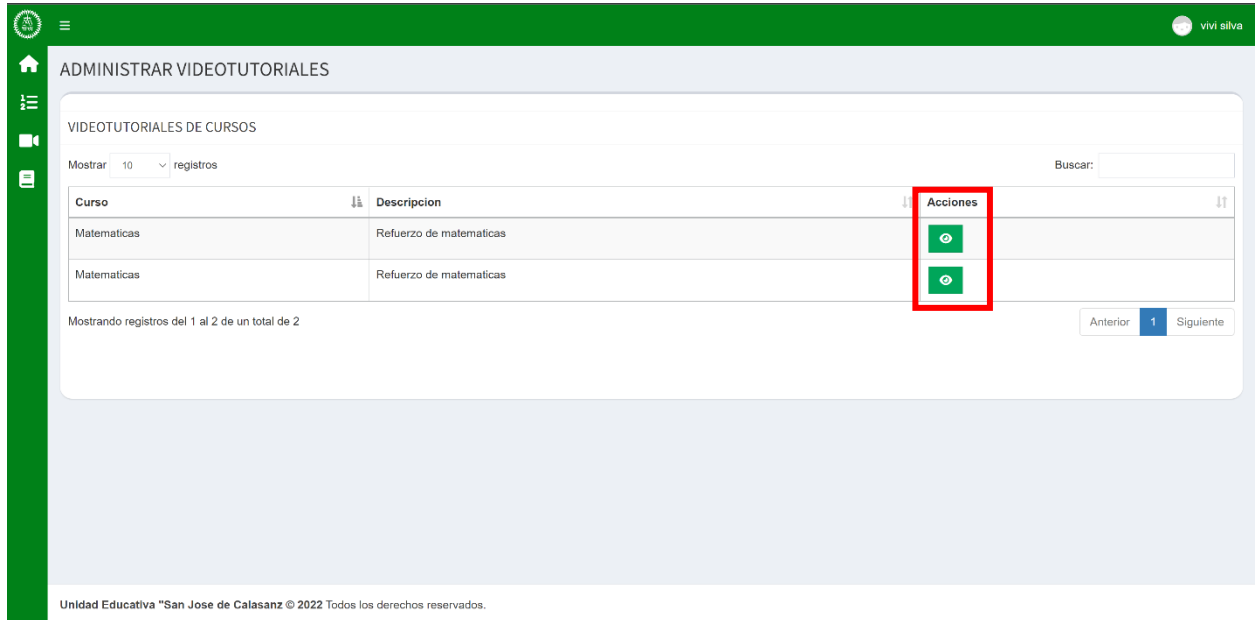 vivi silva
ADMINISTRAR VIDEOTUTORIALES
VIDEOTUTORIALES DE CURSOS
Mostrar 10 registros Buscar:
Curso Descripcion Acciones
Matematicas Refuerzo de matematicas
Matematicas Refuerzo de matematicas
Mostrando registros del 1 al 2 de un total de 2 Anterior 1 Siguiente
Unidad Educativa "San Jose de Calasanz © 2022 Todos los derechos reservados.